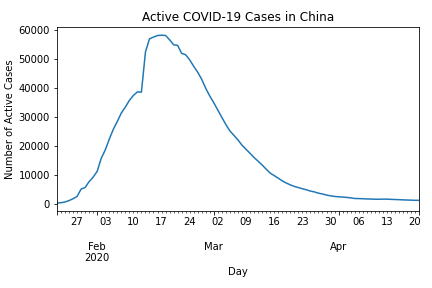 Active COVID-19 Cases in China
Number of Active Cases
60000
50000
40000
30000
20000
10000
0
27 03 10 17 24 02 09 16 23 30 06 13 20
Feb Mar Apr
2020
Day